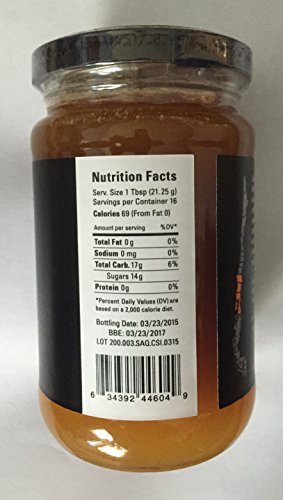 Nutrition Facts
Serv. Size 1 Tbsp (21.25 g)
Servings per Container 16
Calories 69 (From Fat 0)
Amount per serving %DV*
Total Fat 0 g 0%
Sodium 0 mg 0%
Total Carb. 17g 6%
Sugars 14 g
Protein 0g 0%
*Percent Daily Values (DV) are
based on a 2,000 calorie diet.
Bottling Date: 03/23/2015
BBE: 03/23/2017
LOT 200.003.SAQ.CSI.0315
6 34392 44604 9